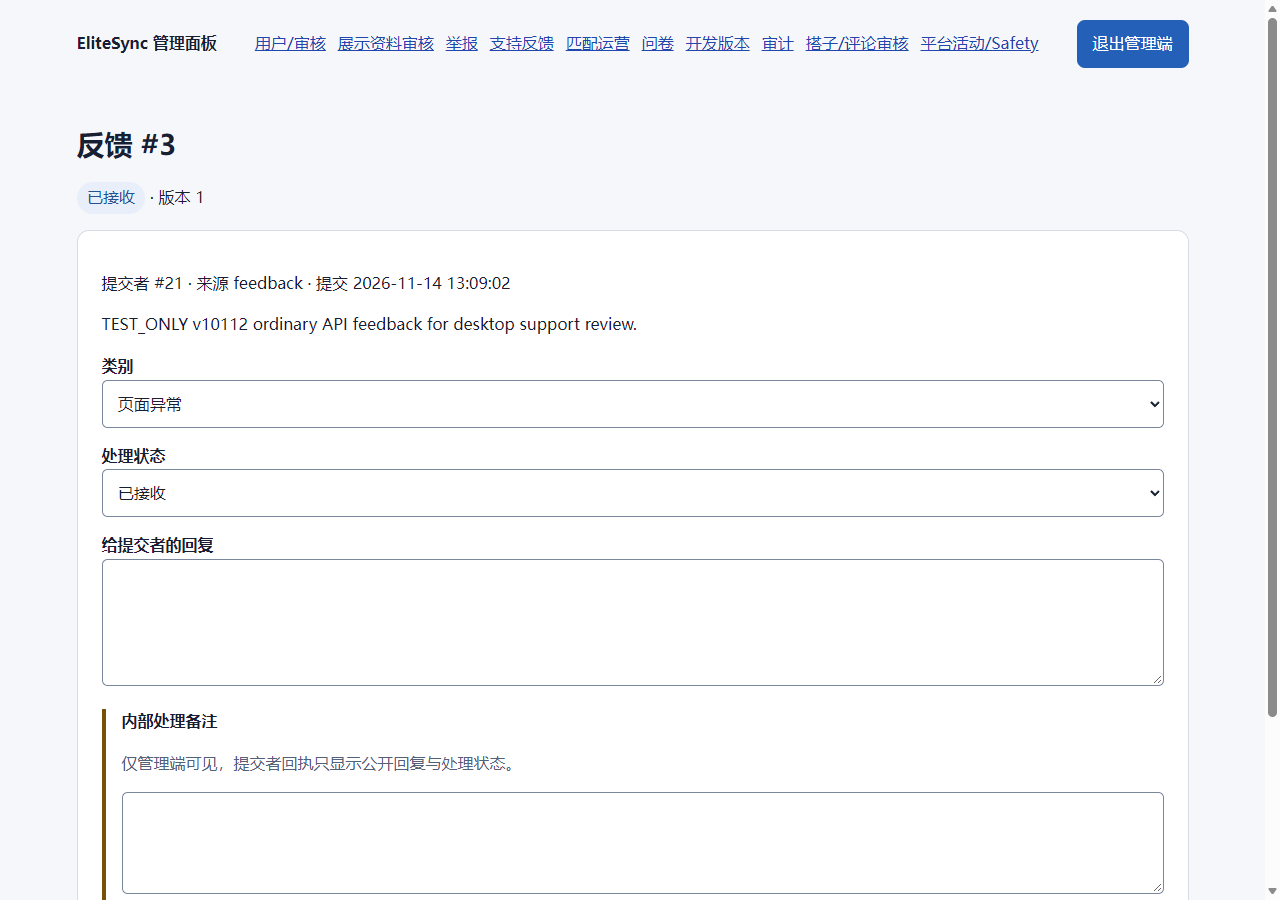 EliteSync 管理面板 用户/审核 展示资料审核 举报 支持反馈 匹配运营 问卷 开发版本 审计 搭子/评论审核 平台活动/Safety 退出管理端
反馈 #3
已接收 · 版本 1
提交者 #21 · 来源 feedback · 提交 2026-11-14 13:09:02
TEST_ONLY v10112 ordinary API feedback for desktop support review.
类别
页面异常
处理状态
已接收
给提交者的回复
内部处理备注
仅管理端可见，提交者回执只显示公开回复与处理状态。